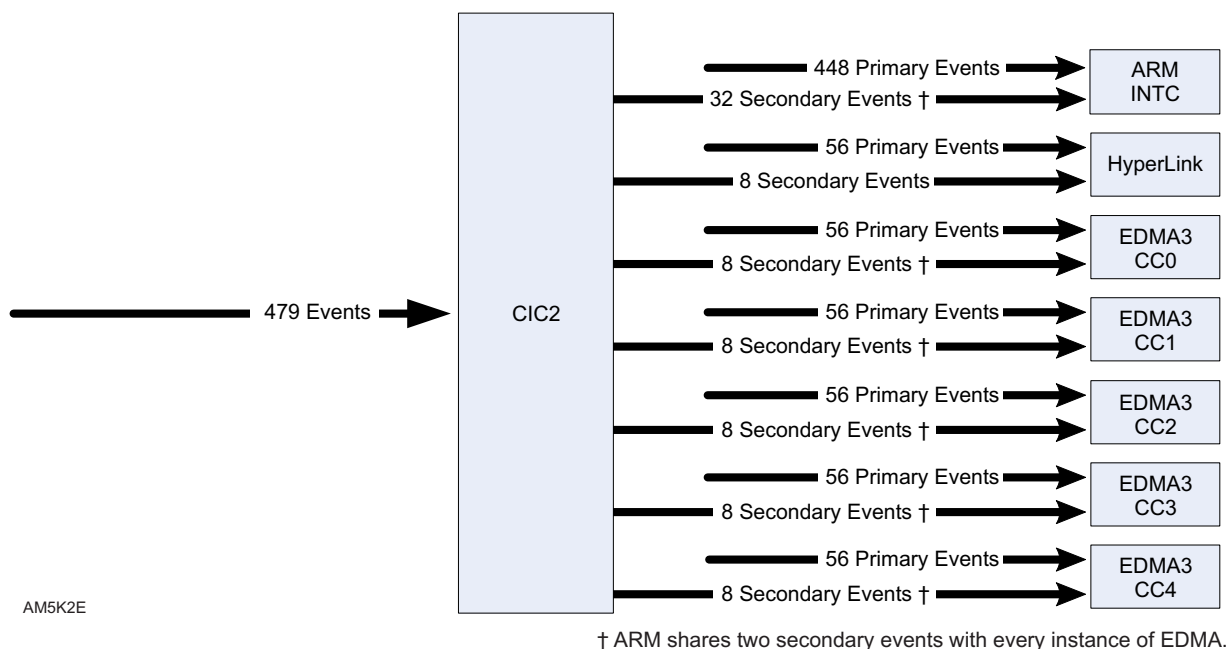 448 Primary Events
ARM
INTC
32 Secondary Events †
56 Primary Events
HyperLink
8 Secondary Events
56 Primary Events
EDMA3
CC0
8 Secondary Events †
479 Events
CIC2
56 Primary Events
EDMA3
CC1
8 Secondary Events †
56 Primary Events
EDMA3
CC2
8 Secondary Events †
56 Primary Events
EDMA3
CC3
8 Secondary Events †
56 Primary Events
EDMA3
CC4
8 Secondary Events †
AM5K2E
† ARM shares two secondary events with every instance of EDMA.